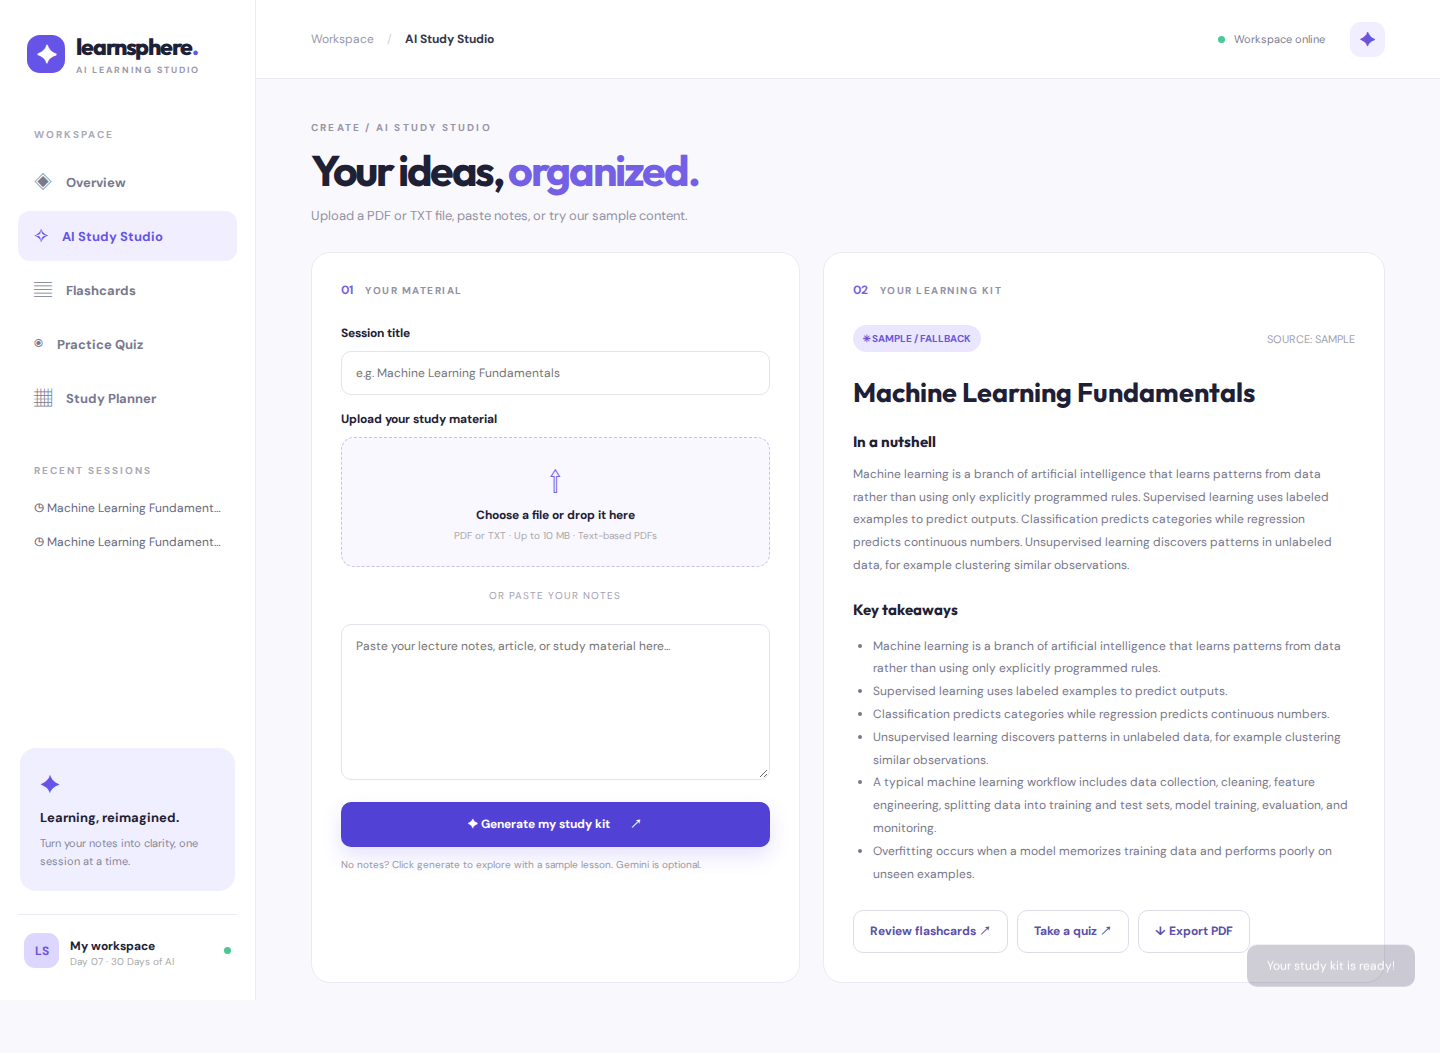 learnsphere.
AI LEARNING STUDIO
WORKSPACE
Overview
AI Study Studio
Flashcards
Practice Quiz
Study Planner
RECENT SESSIONS
Machine Learning Fundament...
Machine Learning Fundament...
Learning, reimagined.
Turn your notes into clarity, one
session at a time.
LS
My workspace
Day 07 · 30 Days of AI
Workspace / AI Study Studio
Workspace online
CREATE / AI STUDY STUDIO
Your ideas, organized.
Upload a PDF or TXT file, paste notes, or try our sample content.
01 YOUR MATERIAL
Session title
e.g. Machine Learning Fundamentals
Upload your study material
Choose a file or drop it here
PDF or TXT · Up to 10 MB · Text-based PDFs
OR PASTE YOUR NOTES
Paste your lecture notes, article, or study material here...
✦ Generate my study kit ↗
No notes? Click generate to explore with a sample lesson. Gemini is optional.
02 YOUR LEARNING KIT
✳ SAMPLE / FALLBACK
SOURCE: SAMPLE
Machine Learning Fundamentals
In a nutshell
Machine learning is a branch of artificial intelligence that learns patterns from data
rather than using only explicitly programmed rules. Supervised learning uses labeled
examples to predict outputs. Classification predicts categories while regression
predicts continuous numbers. Unsupervised learning discovers patterns in unlabeled
data, for example clustering similar observations.
Key takeaways
• Machine learning is a branch of artificial intelligence that learns patterns from data
rather than using only explicitly programmed rules.
• Supervised learning uses labeled examples to predict outputs.
• Classification predicts categories while regression predicts continuous numbers.
• Unsupervised learning discovers patterns in unlabeled data, for example clustering
similar observations.
• A typical machine learning workflow includes data collection, cleaning, feature
engineering, splitting data into training and test sets, model training, evaluation, and
monitoring.
• Overfitting occurs when a model memorizes training data and performs poorly on
unseen examples.
Review flashcards ↗
Take a quiz ↗
↓ Export PDF
Your study kit is ready!